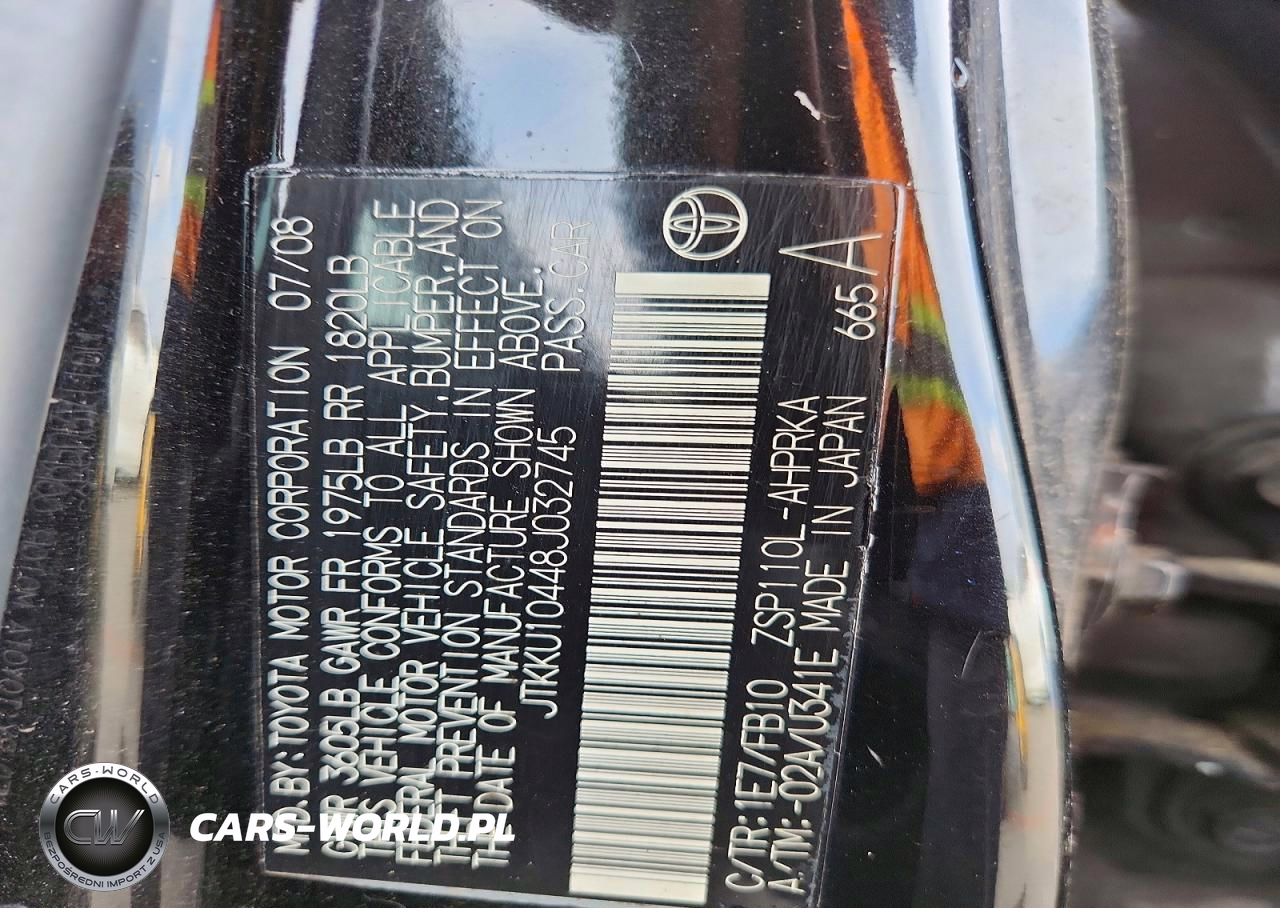 MFD.BY:TOYOTA MOTOR CORPORATION 07/08
GVWR 3605LB GAWR FR 1975LB RR 1820LB
THIS VEHICLE CONFORMS TO ALL APPLICABLE
FEDERAL MOTOR VEHICLE SAFETY,BUMPER,AND
THEFT PREVENTION STANDARDS IN EFFECT ON
THE DATE OF MANUFACTURE SHOWN ABOVE.
JTKKU10448J032745 PASS.CAR
C/TR:1E7/FB10 ZSP110L-AHPRKA
A/TM:-02A/U341E MADE IN JAPAN 665
A
CARS-WORLD
CW
BEZPOŚREDNI IMPORT Z USA
CARS-WORLD.PL